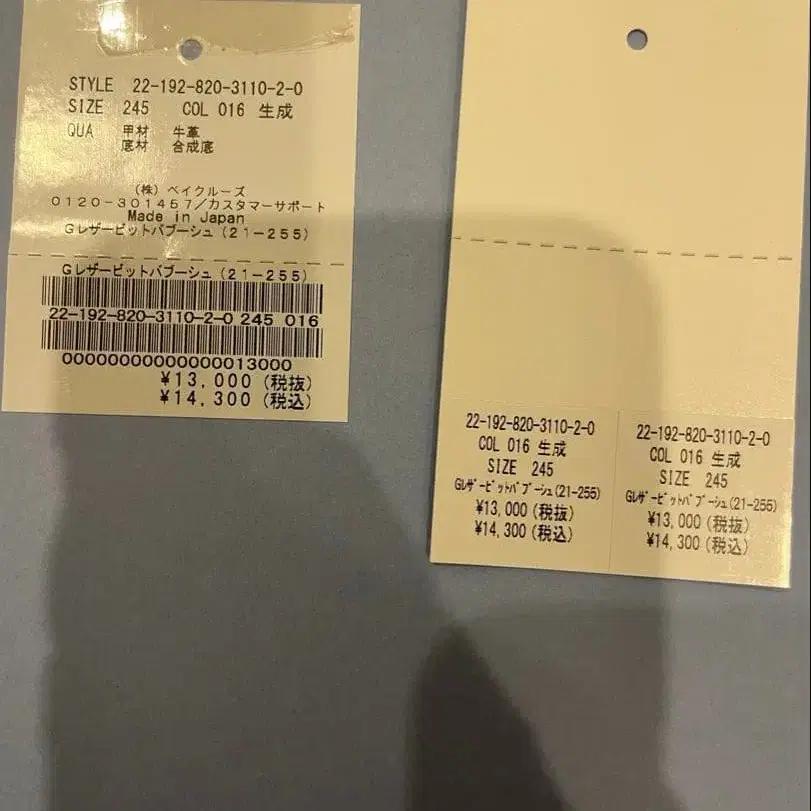 STYLE 22-192-820-3110-2-0
SIZE 245 COL 016 生成
QUA 甲材 牛革
底材 合成底
(株) ベイクルーズ
0120-301457/カスタマーサポート
Made in Japan
Gレザービットバブーシュ(21-255)
Gレザービットバブーシュ(21-255)
22-192-820-3110-2-0 245 016
0000000000000000013000
¥13,000(税抜)
¥14,300(税込)
22-192-820-3110-2-0
COL 016 生成
SIZE 245
Gレザービットバブーシュ(21-255)
¥13,000(税抜)
¥14,300(税込)
22-192-820-3110-2-0
COL 016 生成
SIZE 245
Gレザービットバブーシュ(21-255)
¥13,000(税抜)
¥14,300(税込)